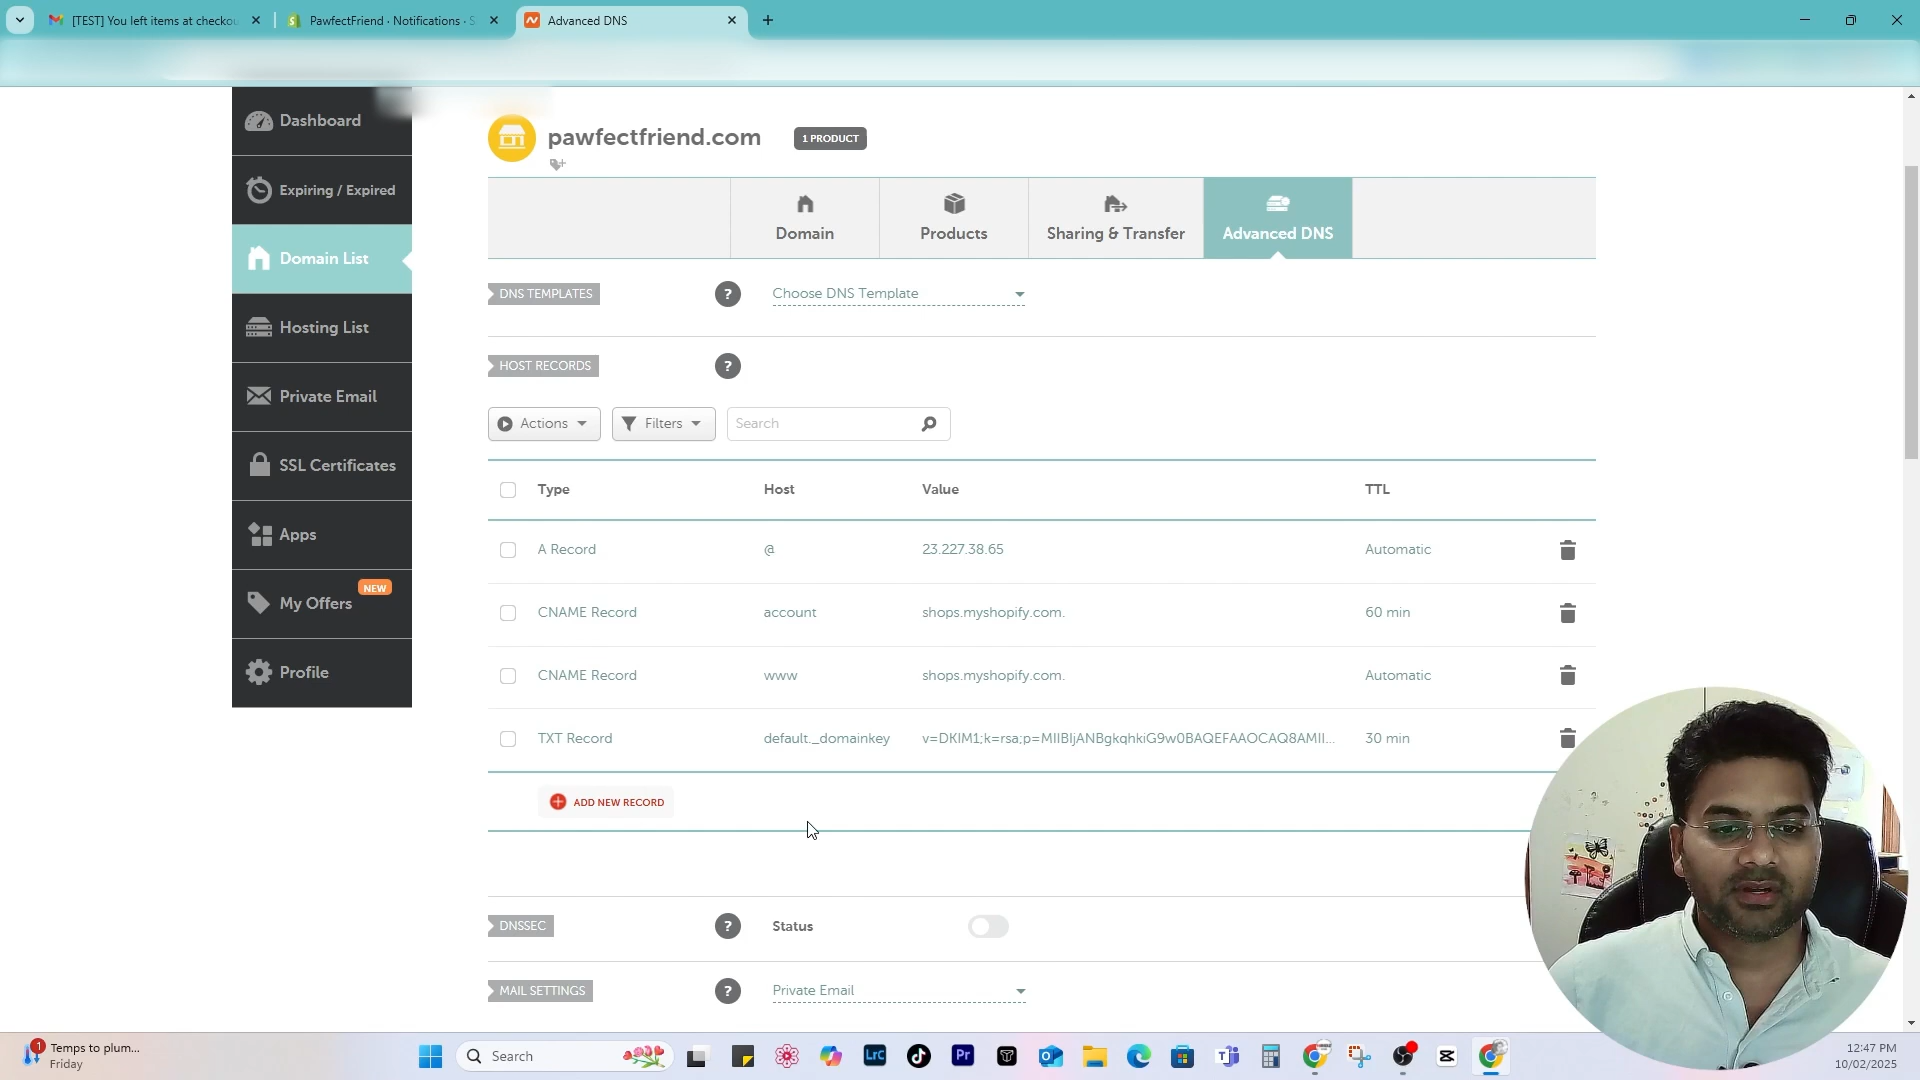 [TEST] You left items at checkou
PawfectFriend · Notifications · S
Advanced DNS
Dashboard
Expiring / Expired
Domain List
Hosting List
Private Email
SSL Certificates
Apps
My Offers
NEW
Profile
pawfectfriend.com
1 PRODUCT
Domain
Products
Sharing & Transfer
Advanced DNS
DNS TEMPLATES
?
Choose DNS Template
HOST RECORDS
?
Actions
Filters
Search
Type Host Value TTL
A Record @ 23.227.38.65 Automatic
CNAME Record account shops.myshopify.com. 60 min
CNAME Record www shops.myshopify.com. Automatic
TXT Record default._domainkey v=DKIM1;k=rsa;p=MIIBIjANBgkqhkiG9w0BAQEFAAOCAQ8AMII... 30 min
ADD NEW RECORD
DNSSEC
?
Status
MAIL SETTINGS
?
Private Email
1
Temps to plum...
Friday
Search
LrC
Pr
12:47 PM
10/02/2025